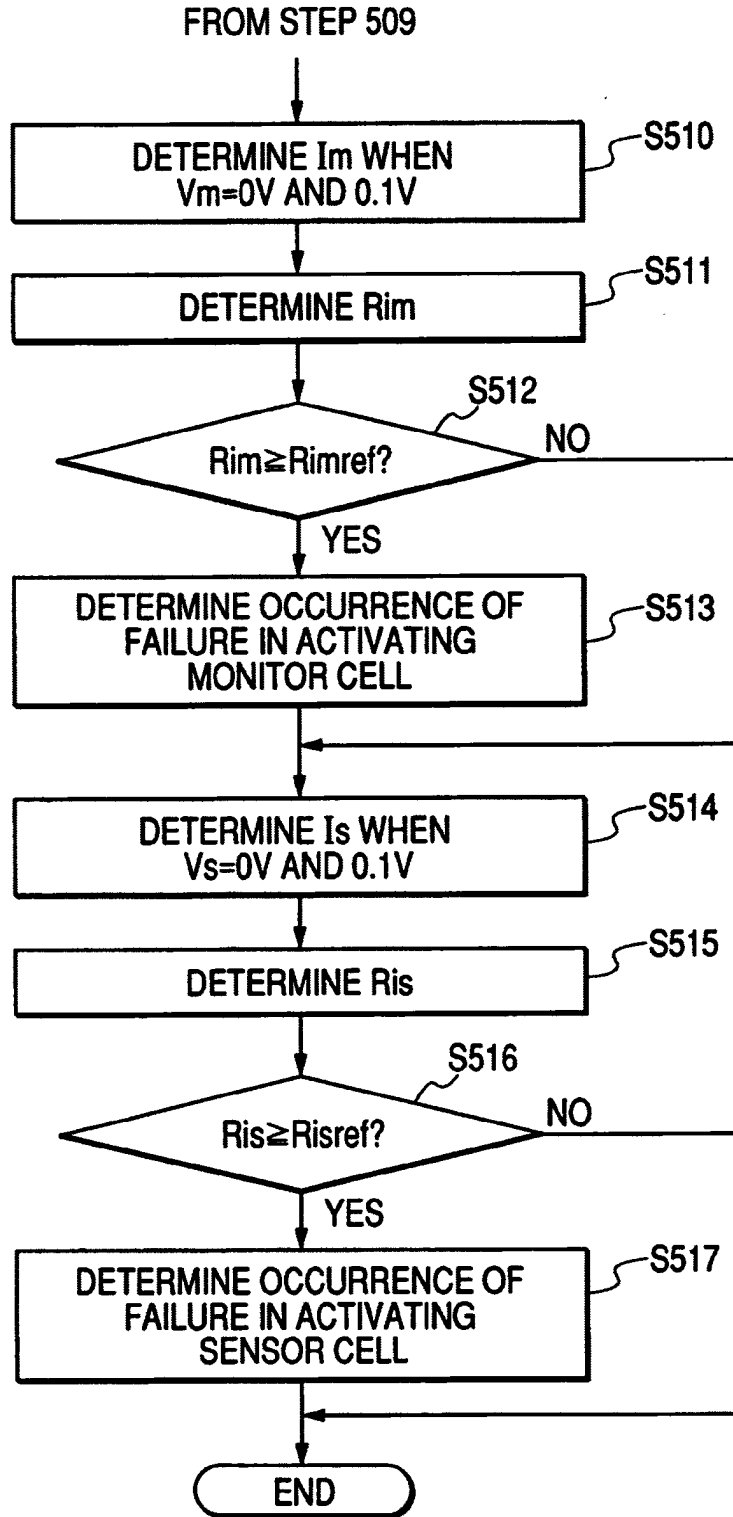 FROM STEP 509
DETERMINE Im WHEN
Vm=0V AND 0.1V
S510
DETERMINE Rim
S511
S512
Rim≧Rimref?
NO
YES
DETERMINE OCCURRENCE OF
FAILURE IN ACTIVATING
MONITOR CELL
S513
DETERMINE Is WHEN
Vs=0V AND 0.1V
S514
DETERMINE Ris
S515
S516
Ris≧Risref?
NO
YES
DETERMINE OCCURRENCE OF
FAILURE IN ACTIVATING
SENSOR CELL
S517
END